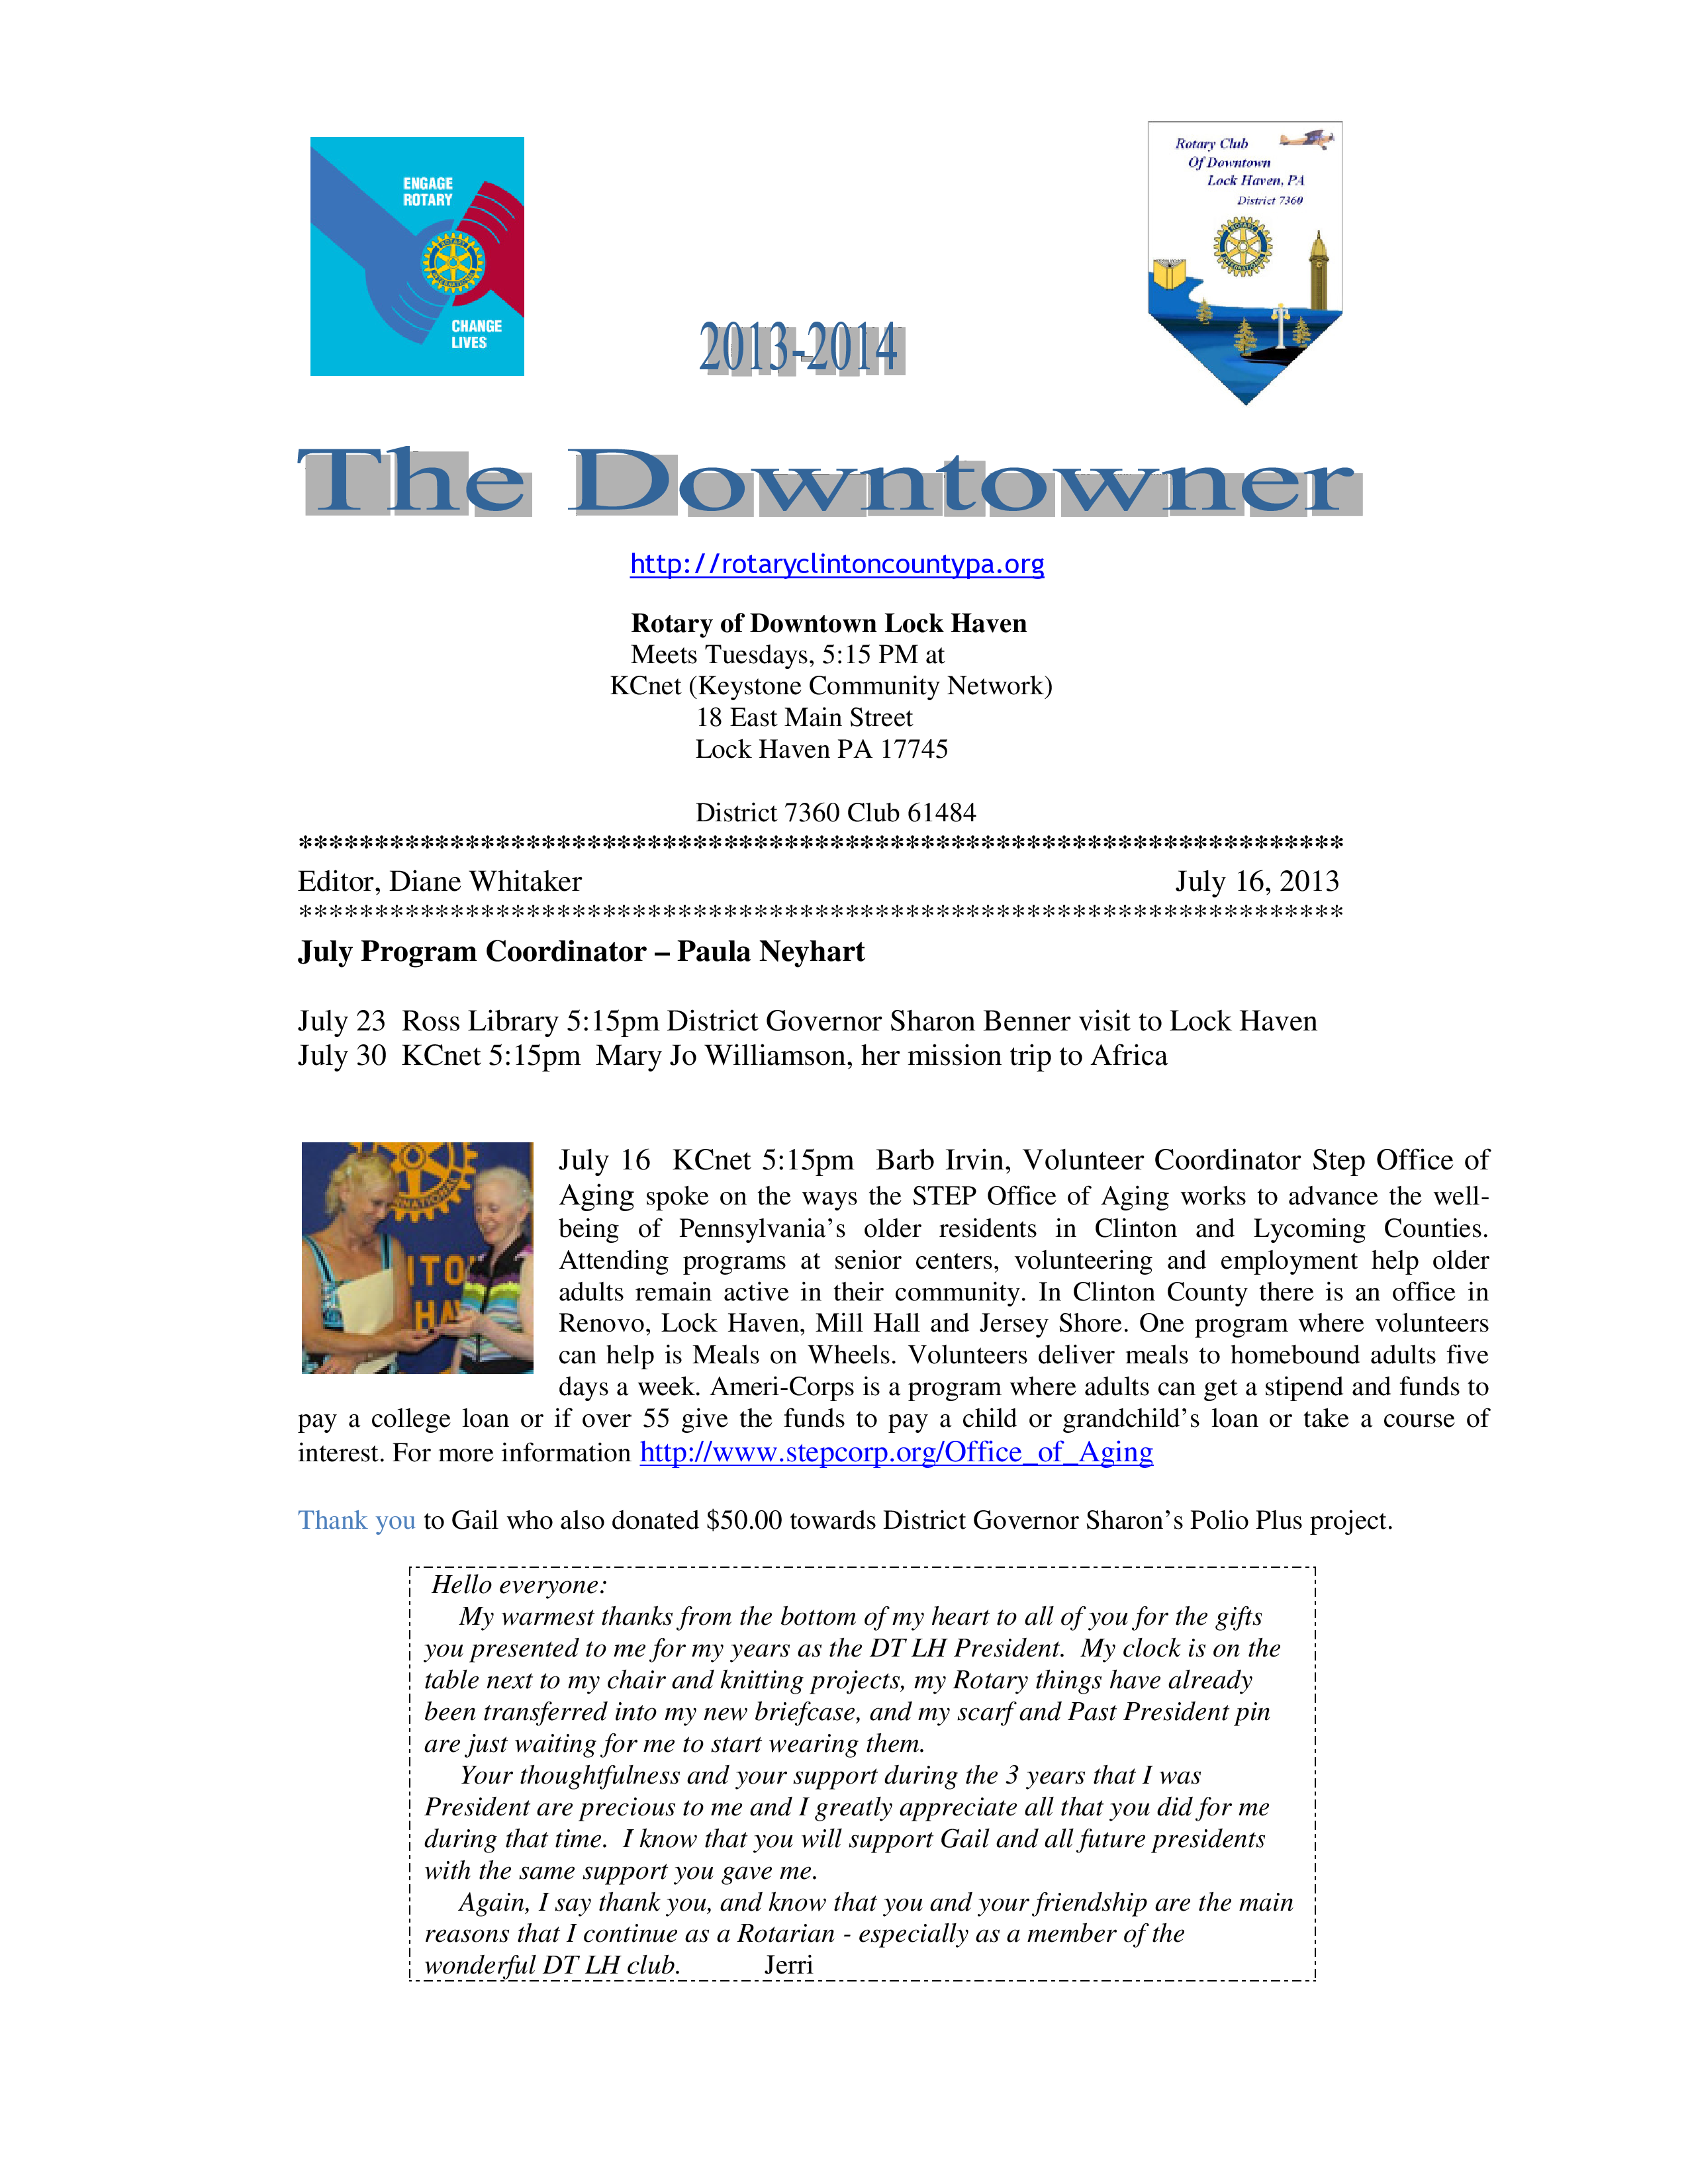 ENGAGE
ROTARY
CHANGE
LIVES
Rotary Club
Of Downtown
Lock Haven, PA
District 7360
2013-2014
The Downtowner
http://rotaryclintoncountypa.org
Rotary of Downtown Lock Haven
Meets Tuesdays, 5:15 PM at
KCnet (Keystone Community Network)
18 East Main Street
Lock Haven PA 17745
District 7360 Club 61484
*********************************************************************
Editor, Diane Whitaker July 16, 2013
*********************************************************************
July Program Coordinator – Paula Neyhart
July 23 Ross Library 5:15pm District Governor Sharon Benner visit to Lock Haven
July 30 KCnet 5:15pm Mary Jo Williamson, her mission trip to Africa
July 16 KCnet 5:15pm Barb Irvin, Volunteer Coordinator Step Office of
Aging spoke on the ways the STEP Office of Aging works to advance the well-
being of Pennsylvania’s older residents in Clinton and Lycoming Counties.
Attending programs at senior centers, volunteering and employment help older
adults remain active in their community. In Clinton County there is an office in
Renovo, Lock Haven, Mill Hall and Jersey Shore. One program where volunteers
can help is Meals on Wheels. Volunteers deliver meals to homebound adults five
days a week. Ameri-Corps is a program where adults can get a stipend and funds to
pay a college loan or if over 55 give the funds to pay a child or grandchild’s loan or take a course of
interest. For more information http://www.stepcorp.org/Office_of_Aging
Thank you to Gail who also donated $50.00 towards District Governor Sharon’s Polio Plus project.
Hello everyone:
My warmest thanks from the bottom of my heart to all of you for the gifts
you presented to me for my years as the DT LH President. My clock is on the
table next to my chair and knitting projects, my Rotary things have already
been transferred into my new briefcase, and my scarf and Past President pin
are just waiting for me to start wearing them.
Your thoughtfulness and your support during the 3 years that I was
President are precious to me and I greatly appreciate all that you did for me
during that time. I know that you will support Gail and all future presidents
with the same support you gave me.
Again, I say thank you, and know that you and your friendship are the main
reasons that I continue as a Rotarian - especially as a member of the
wonderful DT LH club. Jerri